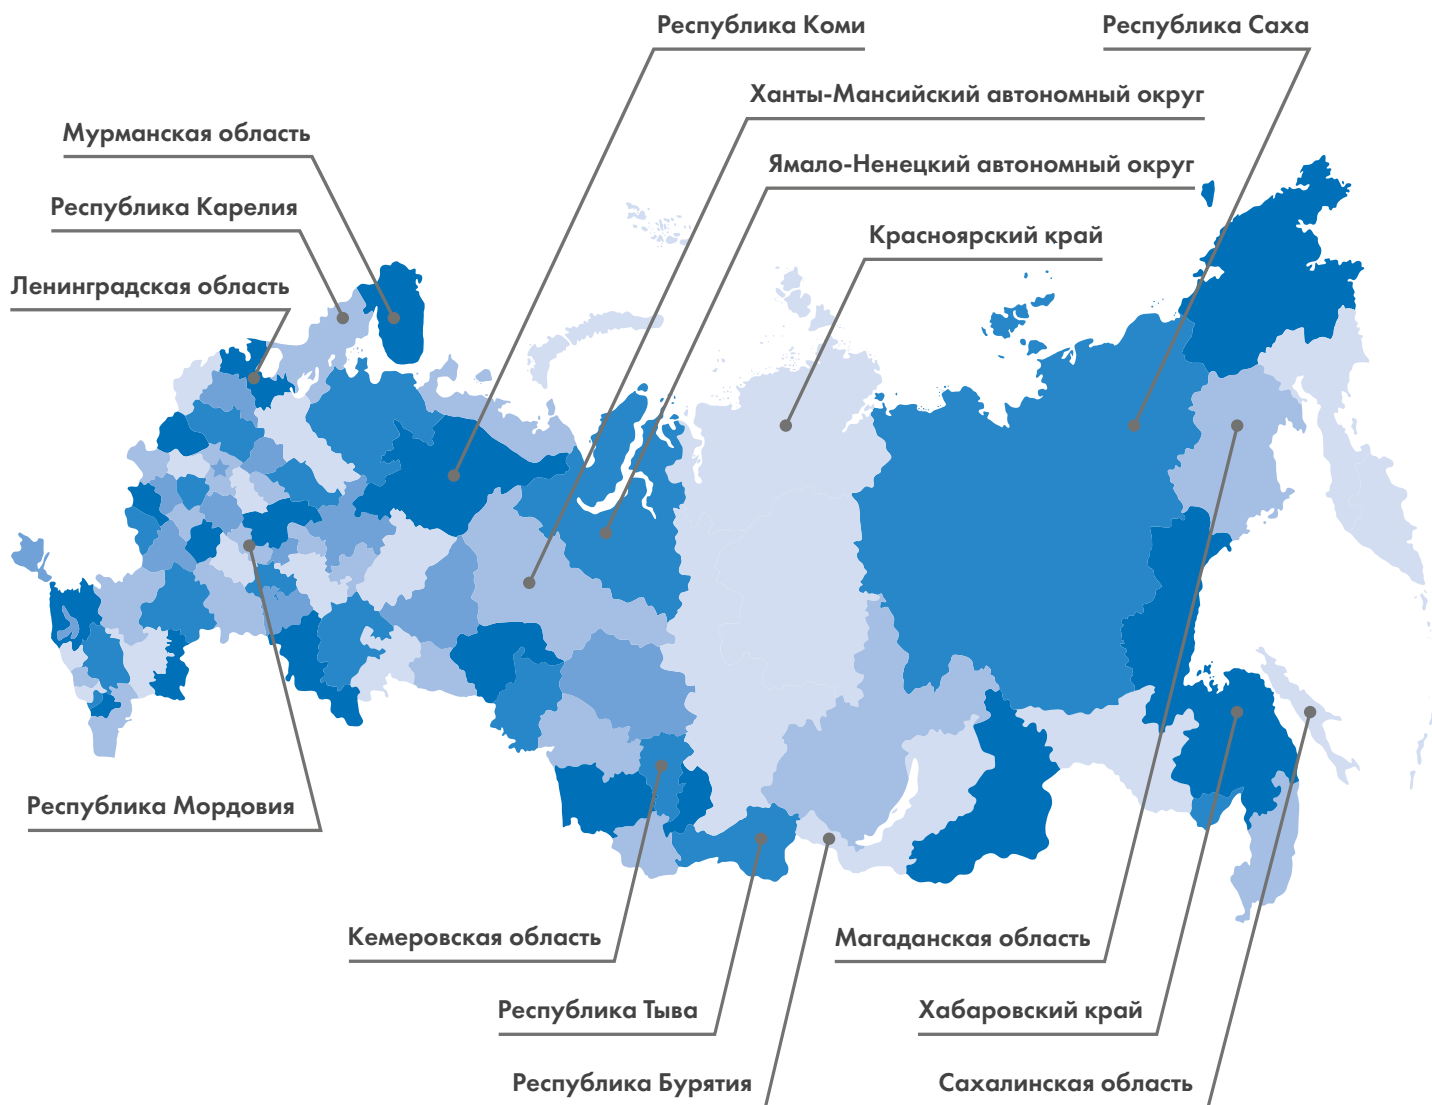 Республика Коми
Республика Саха
Ханты-Мансийский автономный округ
Мурманская область
Ямало-Ненецкий автономный округ
Республика Карелия
Красноярский край
Ленинградская область
Республика Мордовия
Кемеровская область
Магаданская область
Республика Тыва
Хабаровский край
Республика Бурятия
Сахалинская область